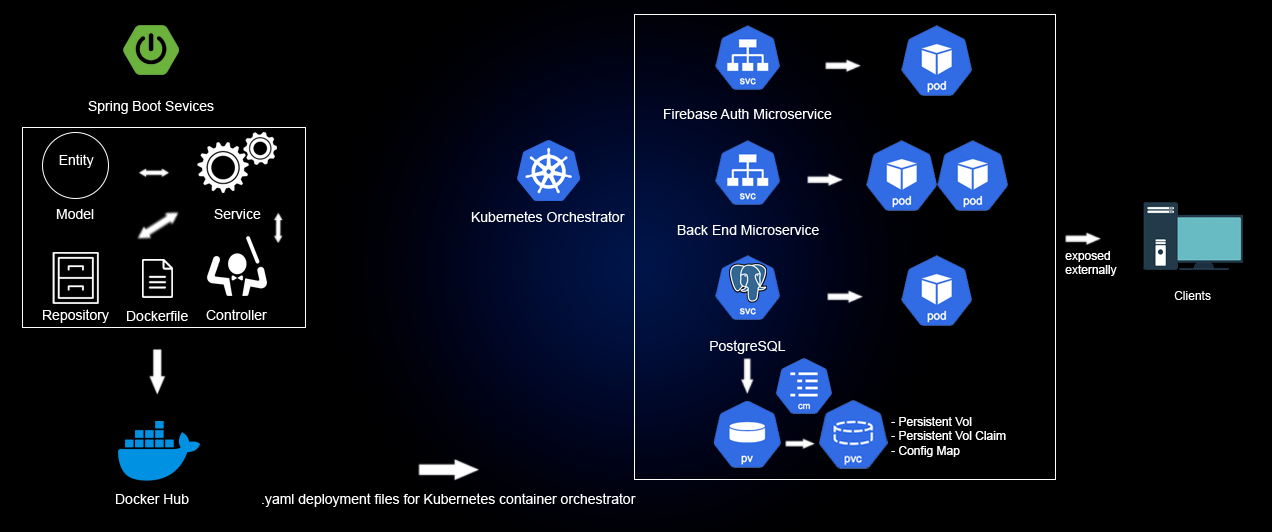 Spring Boot Sevices
Entity
Model
Service
Repository
Dockerfile
Controller
Docker Hub
.yaml deployment files for Kubernetes container orchestrator
Kubernetes Orchestrator
svc
pod
Firebase Auth Microservice
svc
pod
pod
Back End Microservice
svc
pod
PostgreSQL
cm
pv
pvc
- Persistent Vol
- Persistent Vol Claim
- Config Map
exposed
externally
Clients